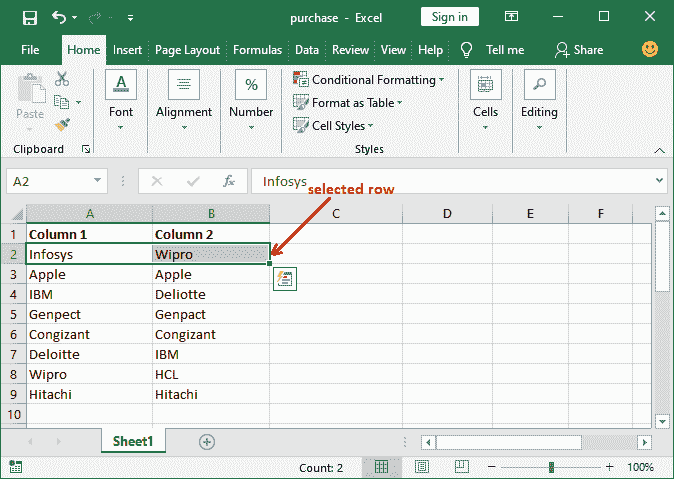 purchase - Excel
Sign in
File Home Insert Page Layout Formulas Data Review View Help Tell me Share
Paste
Clipboard
Font
Alignment
%
Number
Conditional Formatting
Format as Table
Cell Styles
Styles
Cells
Editing
A2 fx Infosys
selected row
A B C D E F
1 Column 1 Column 2
2 Infosys Wipro
3 Apple Apple
4 IBM Deliotte
5 Genpect Genpact
6 Congizant Congizant
7 Deloitte IBM
8 Wipro HCL
9 Hitachi Hitachi
10
Sheet1
Count: 2 100%